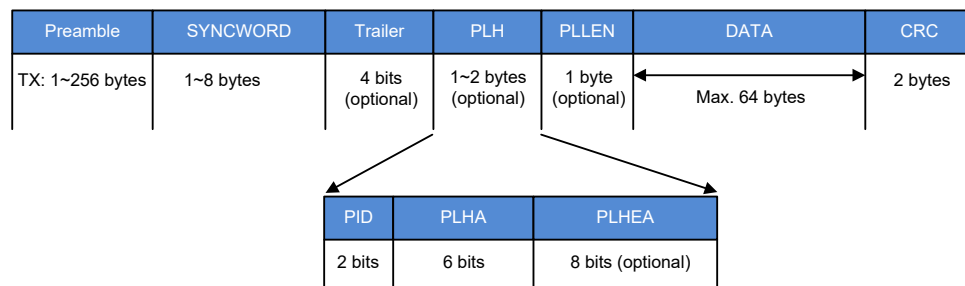 Preamble SYNCWORD Trailer PLH PLLEN DATA CRC
TX: 1~256 bytes 1~8 bytes 4 bits 1~2 bytes 1 byte 2 bytes
(optional) (optional) (optional) Max. 64 bytes
PID PLHA PLHEA
2 bits 6 bits 8 bits (optional)